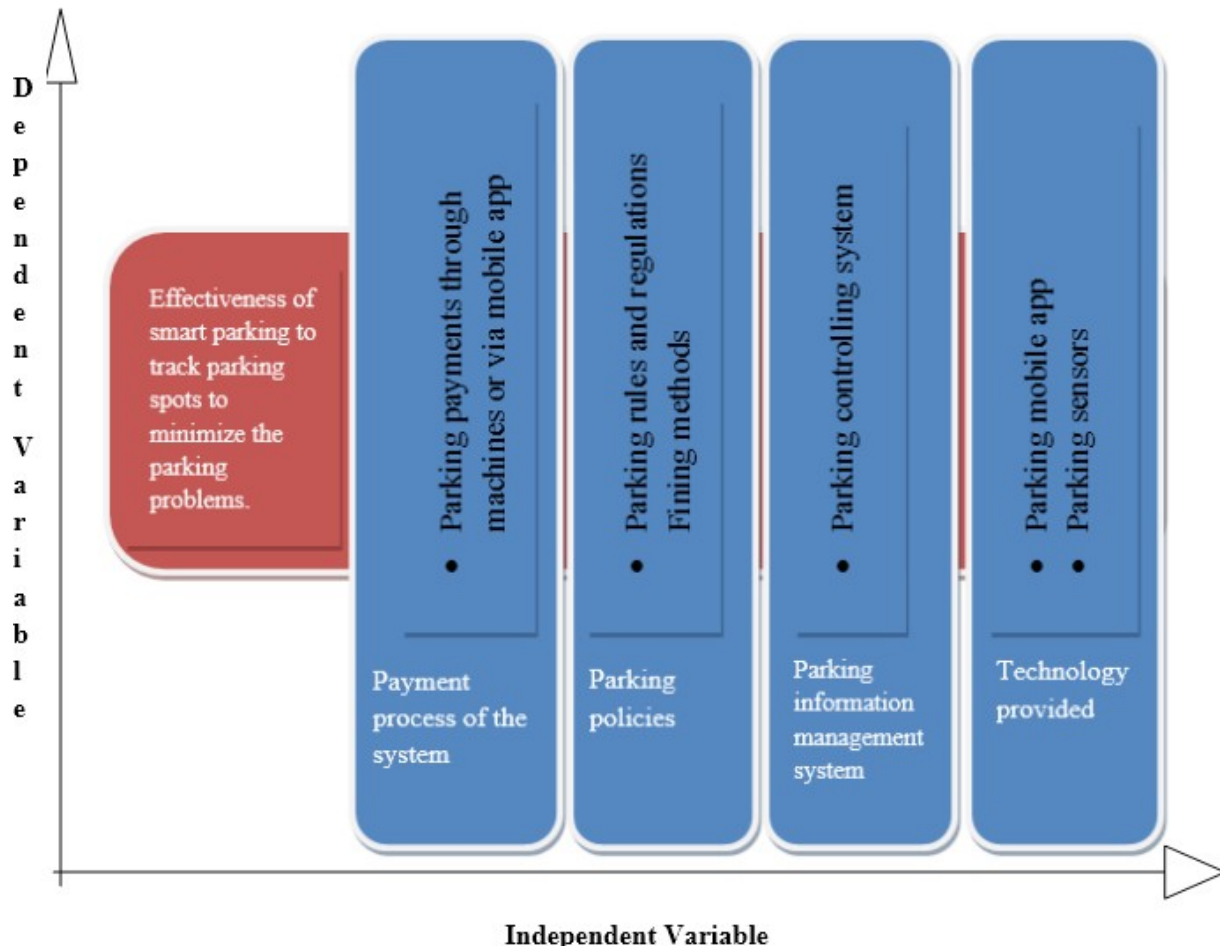 Dependent Variable
Effectiveness of
smart parking to
track parking
spots to
minimize the
parking
problems.
• Parking payments through
machines or via mobile app
Payment
process of the
system
• Parking rules and regulations
Fining methods
Parking
policies
• Parking controlling system
Parking
information
management
system
• Parking mobile app
• Parking sensors
Technology
provided
Independent Variable